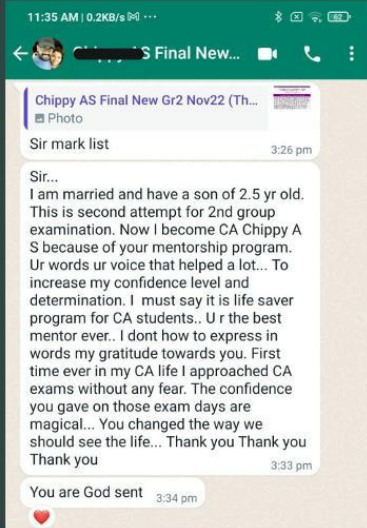 11:35 AM | 0.2KB/s
62
S Final New...
Chippy AS Final New Gr2 Nov22 (Th...
Photo
Sir mark list
3:26 pm
Sir...
I am married and have a son of 2.5 yr old.
This is second attempt for 2nd group
examination. Now I become CA Chippy A
S because of your mentorship program.
Ur words ur voice that helped a lot... To
increase my confidence level and
determination. I must say it is life saver
program for CA students.. U r the best
mentor ever.. I dont how to express in
words my gratitude towards you. First
time ever in my CA life I approached CA
exams without any fear. The confidence
you gave on those exam days are
magical... You changed the way we
should see the life... Thank you Thank you
Thank you
3:33 pm
You are God sent
3:34 pm